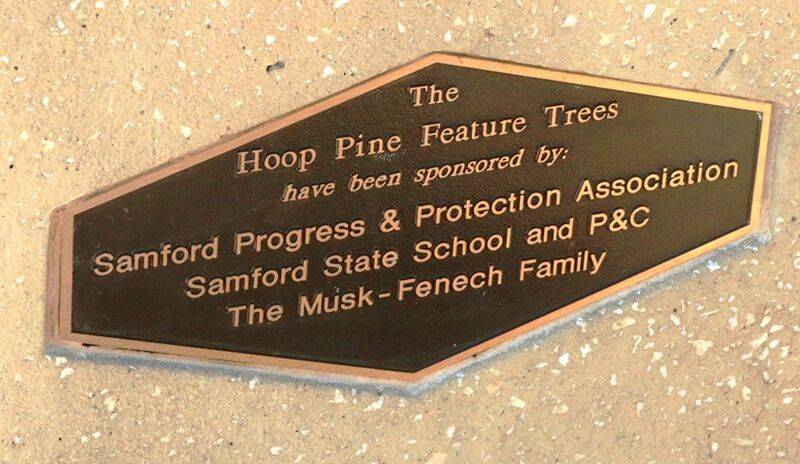 The
Hoop Pine Feature Trees
have been sponsored by:
Samford Progress & Protection Association
Samford State School and P&C
The Musk-Fenech Family